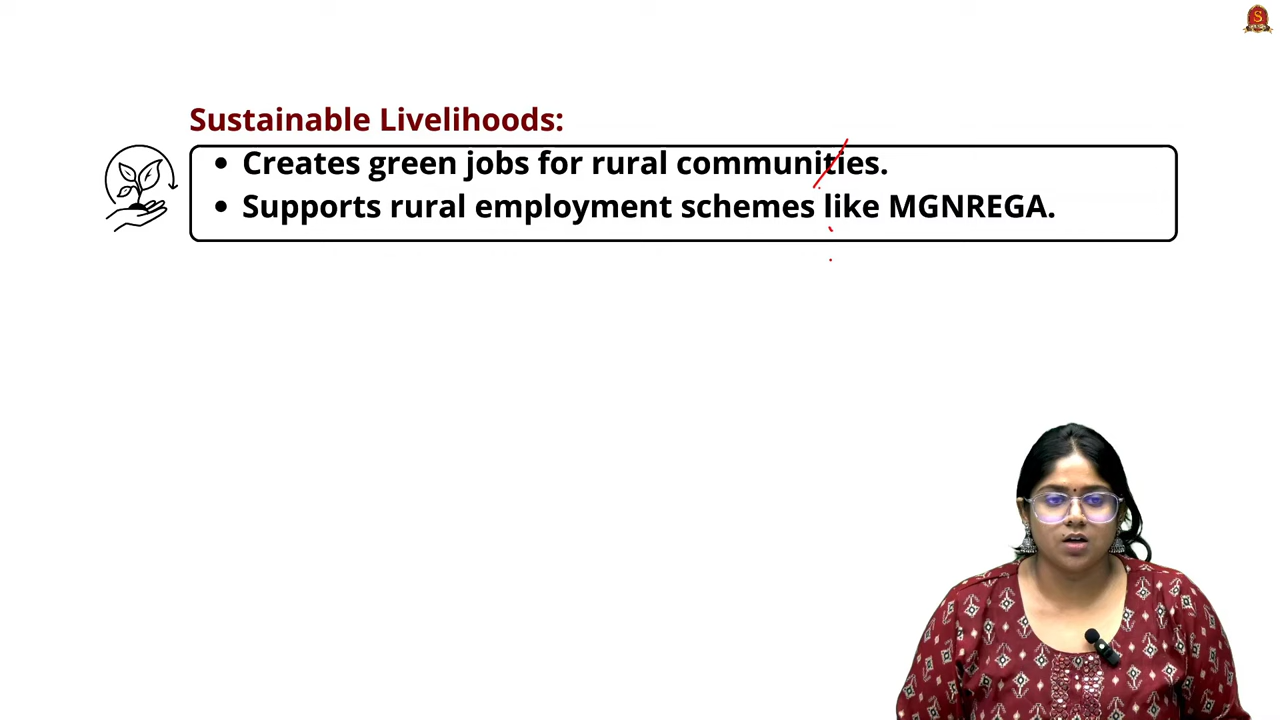 Sustainable Livelihoods:
• Creates green jobs for rural communities.
• Supports rural employment schemes like MGNREGA.
S